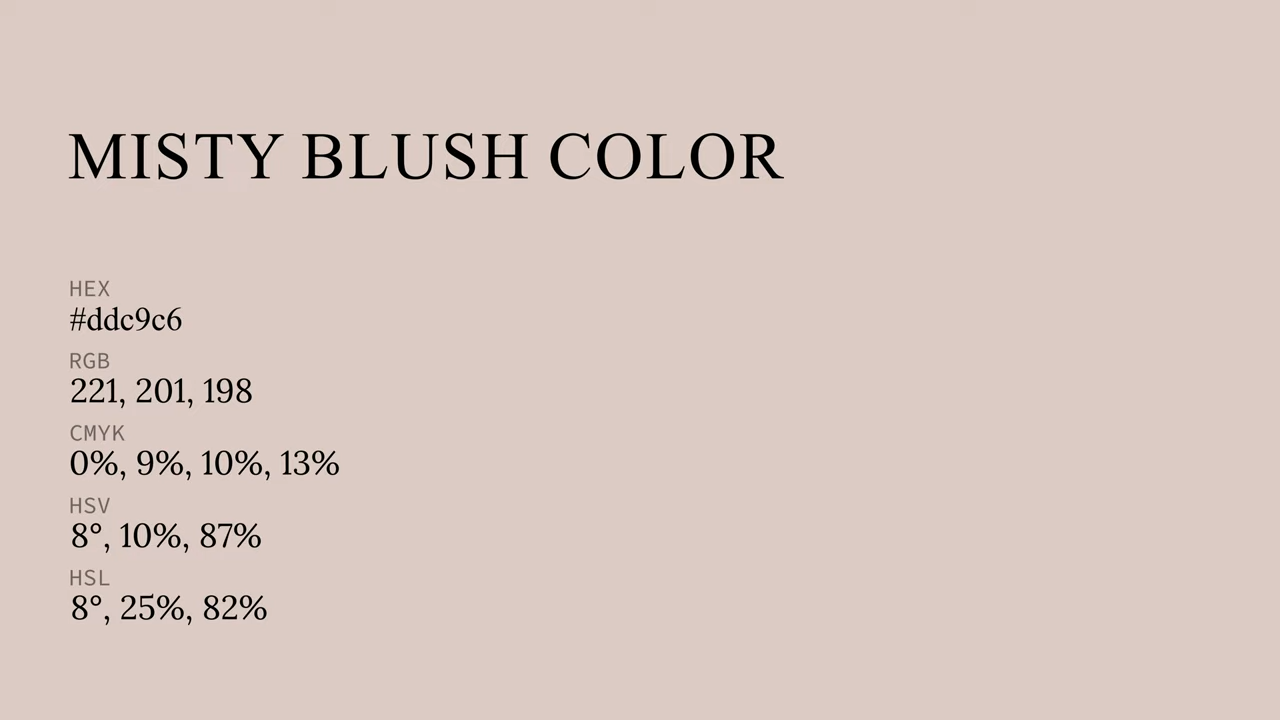 MISTY BLUSH COLOR
HEX
#ddc9c6
RGB
221, 201, 198
CMYK
0%, 9%, 10%, 13%
HSV
8°, 10%, 87%
HSL
8°, 25%, 82%